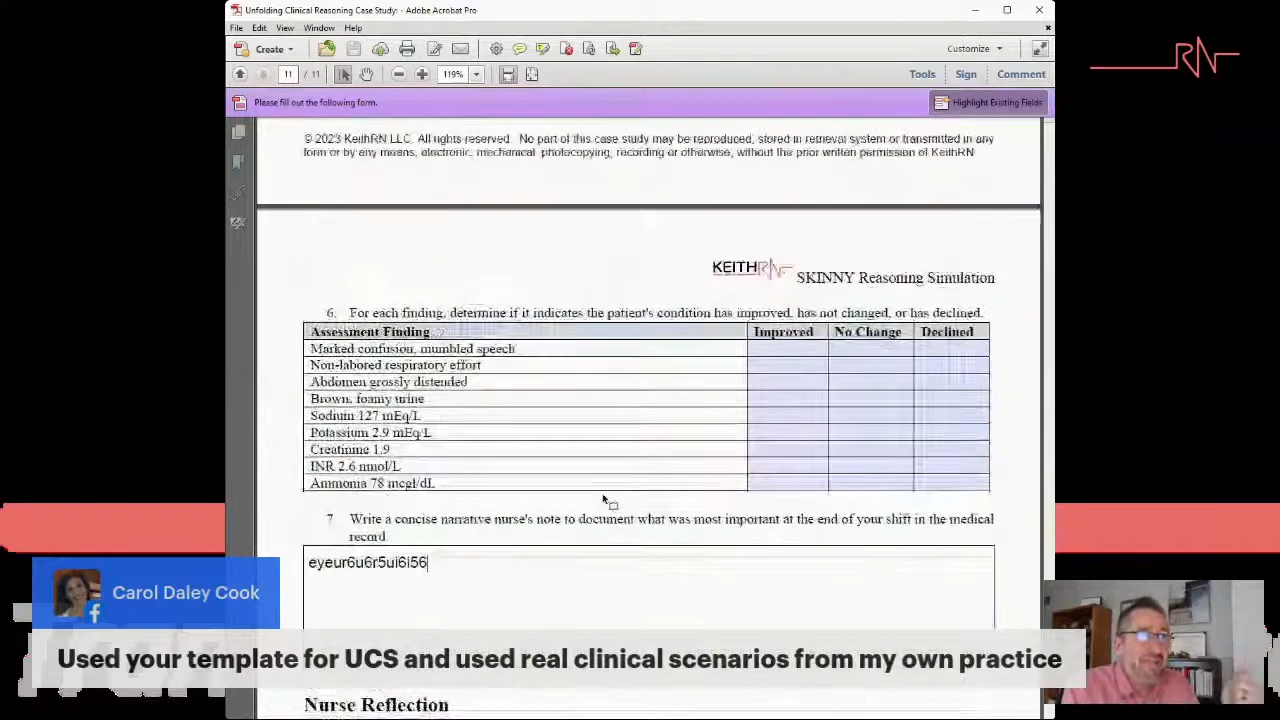 Unfolding Clinical Reasoning Case Study: - Adobe Acrobat Pro
File Edit View Window Help
Create
Customize
11 / 11
119%
Tools Sign Comment
Please fill out the following form.
Highlight Existing Fields
© 2023 KeithRN LLC. All rights reserved. No part of this case study may be reproduced, stored in retrieval system or transmitted in any
form or by any means, electronic, mechanical photocopying, recording or otherwise, without the prior written permission of KeithRN
KEITHRN SKINNY Reasoning Simulation
6. For each finding, determine if it indicates the patient's condition has improved, has not changed, or has declined.
Assessment Finding Improved No Change Declined
Marked confusion, mumbled speech
Non-labored respiratory effort
Abdomen grossly distended
Brown, foamy urine
Sodium 127 mEq/L
Potassium 2.9 mEq/L
Creatinine 1.9
INR 2.6 nmol/L
Ammonia 78 mcgl/dL
7 Write a concise narrative nurse's note to document what was most important at the end of your shift in the medical
record.
eyeur6u6r5ui6i56
Carol Daley Cook
Used your template for UCS and used real clinical scenarios from my own practice
Nurse Reflection
RN